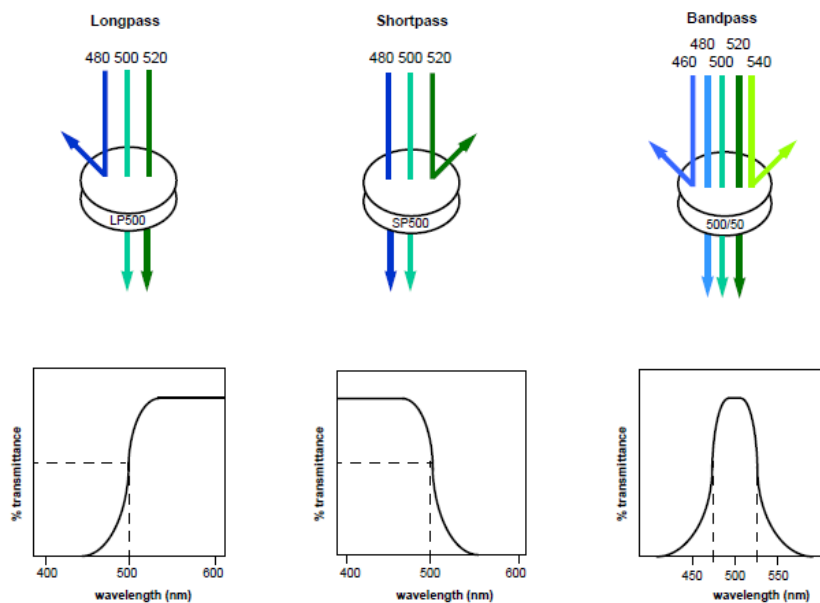 Longpass
480 500 520
LP500
Shortpass
480 500 520
SP500
Bandpass
480 520
460 500 540
500/50
% transmittance
400 500 600
wavelength (nm)
% transmittance
400 500 600
wavelength (nm)
% transmittance
450 500 550
wavelength (nm)